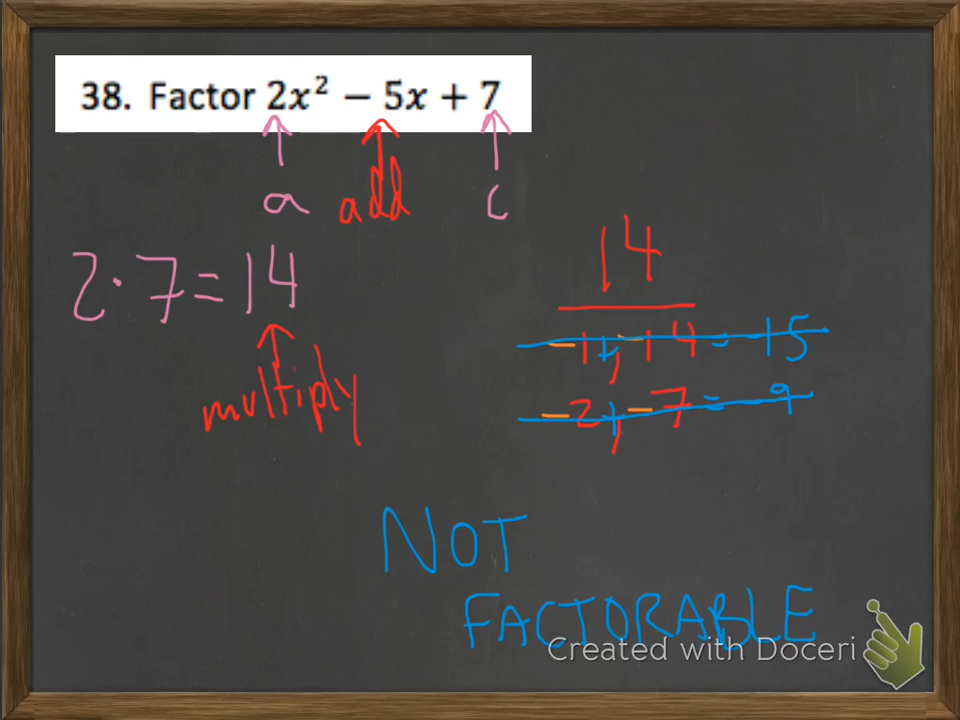 38. Factor 2x² − 5x + 7
a add c
2 · 7 = 14
multiply
14
-1 + , -14 = -15
-2 + , -7 = -9
NOT
FACTORABLE
Created with Doceri